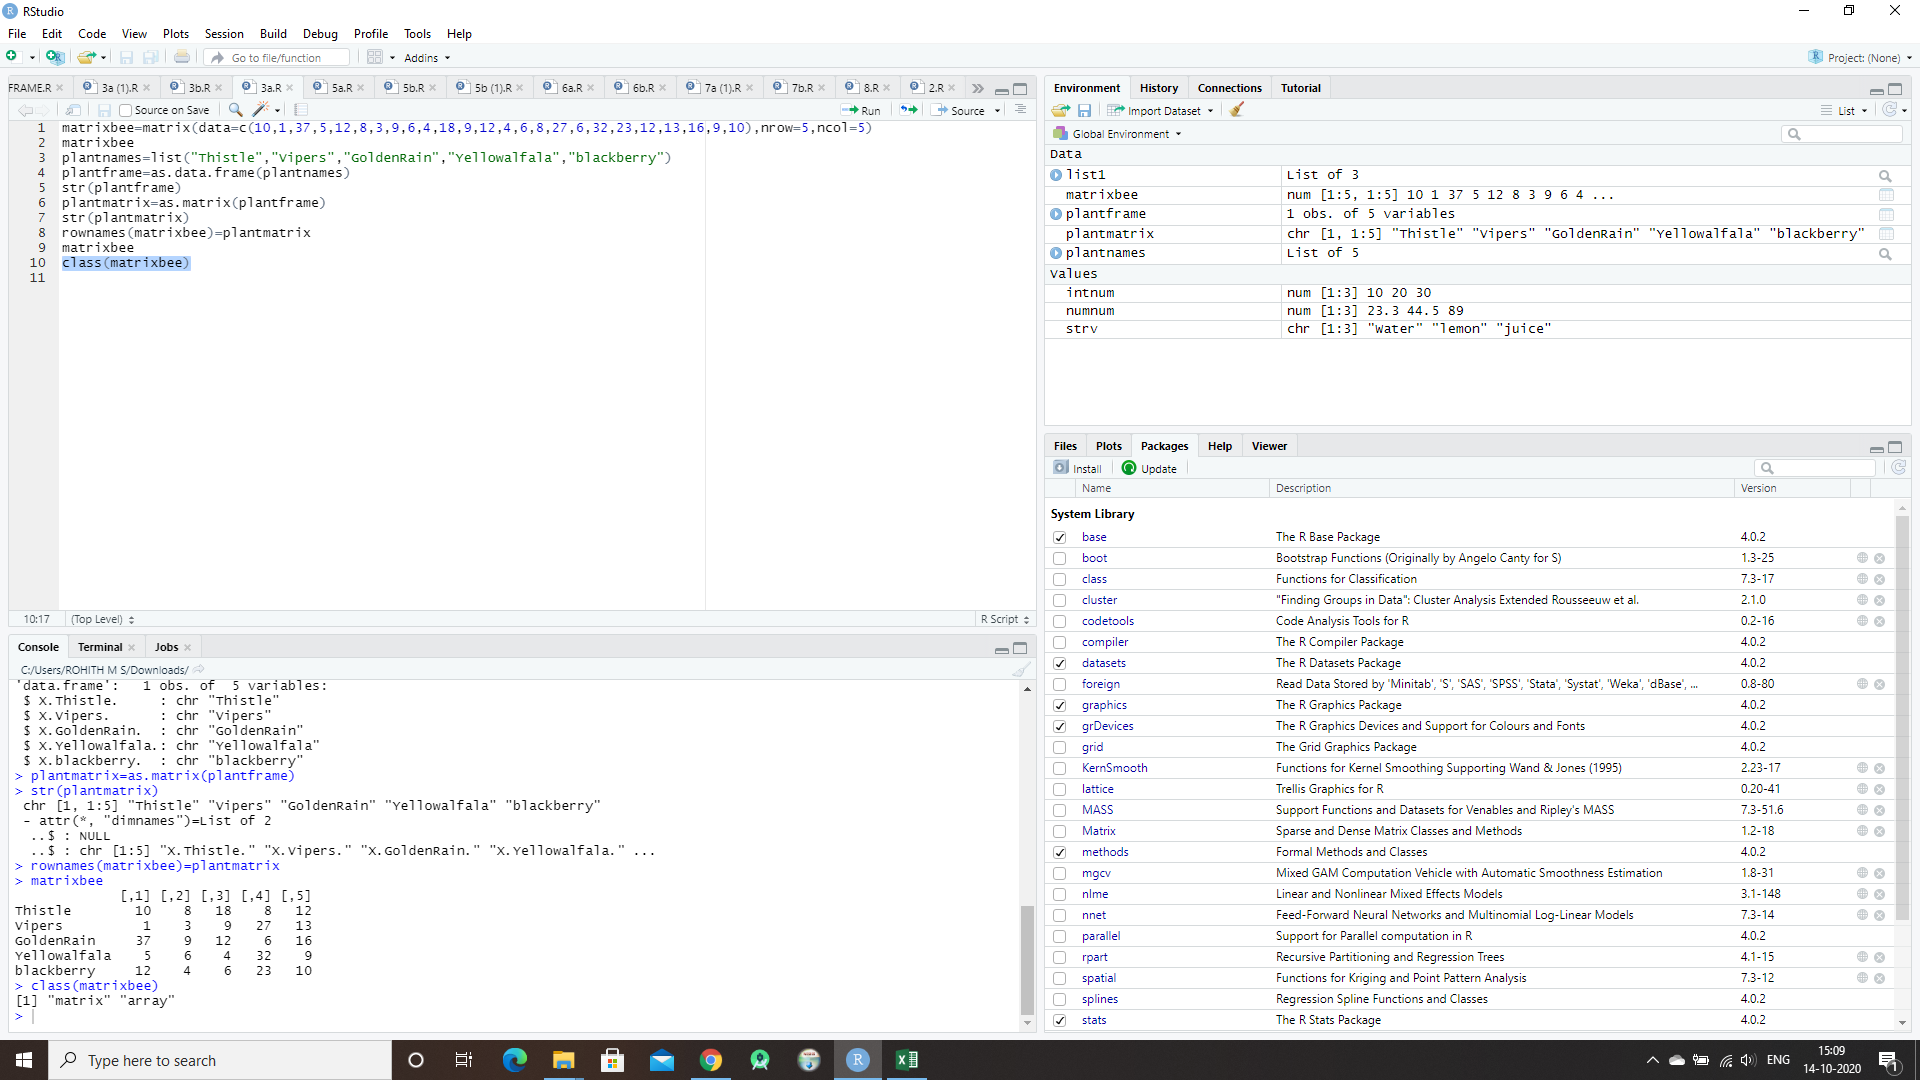 RStudio
File Edit Code View Plots Session Build Debug Profile Tools Help
Go to file/function Addins Project: (None)
FRAME.R 3a (1).R 3b.R 3a.R 5a.R 5b.R 5b (1).R 6a.R 6b.R 7a (1).R 7b.R 8.R 2.R
Source on Save Run Source
1 matrixbee=matrix(data=c(10,1,37,5,12,8,3,9,6,4,18,9,12,4,6,8,27,6,32,23,12,13,16,9,10),nrow=5,ncol=5)
2 matrixbee
3 plantnames=list("Thistle","Vipers","GoldenRain","Yellowalfala","blackberry")
4 plantframe=as.data.frame(plantnames)
5 str(plantframe)
6 plantmatrix=as.matrix(plantframe)
7 str(plantmatrix)
8 rownames(matrixbee)=plantmatrix
9 matrixbee
10 class(matrixbee)
11
10:17 (Top Level) R Script
Console Terminal Jobs
C:/Users/ROHITH M S/Downloads/
'data.frame': 1 obs. of 5 variables:
$ X.Thistle. : chr "Thistle"
$ X.Vipers. : chr "Vipers"
$ X.GoldenRain. : chr "GoldenRain"
$ X.Yellowalfala.: chr "Yellowalfala"
$ X.blackberry. : chr "blackberry"
> plantmatrix=as.matrix(plantframe)
> str(plantmatrix)
chr [1, 1:5] "Thistle" "Vipers" "GoldenRain" "Yellowalfala" "blackberry"
- attr(*, "dimnames")=List of 2
..$ : NULL
..$ : chr [1:5] "X.Thistle." "X.Vipers." "X.GoldenRain." "X.Yellowalfala." ...
> rownames(matrixbee)=plantmatrix
> matrixbee
[,1] [,2] [,3] [,4] [,5]
Thistle 10 8 18 8 12
Vipers 1 3 9 27 13
GoldenRain 37 9 12 6 16
Yellowalfala 5 6 4 32 9
blackberry 12 4 6 23 10
> class(matrixbee)
[1] "matrix" "array"
>
Environment History Connections Tutorial
Import Dataset List
Global Environment
Data
list1 List of 3
matrixbee num [1:5, 1:5] 10 1 37 5 12 8 3 9 6 4 ...
plantframe 1 obs. of 5 variables
plantmatrix chr [1, 1:5] "Thistle" "Vipers" "GoldenRain" "Yellowalfala" "blackberry"
plantnames List of 5
Values
intnum num [1:3] 10 20 30
numnum num [1:3] 23.3 44.5 89
strv chr [1:3] "Water" "lemon" "juice"
Files Plots Packages Help Viewer
Install Update
Name Description Version
System Library
base The R Base Package 4.0.2
boot Bootstrap Functions (Originally by Angelo Canty for S) 1.3-25
class Functions for Classification 7.3-17
cluster "Finding Groups in Data": Cluster Analysis Extended Rousseeuw et al. 2.1.0
codetools Code Analysis Tools for R 0.2-16
compiler The R Compiler Package 4.0.2
datasets The R Datasets Package 4.0.2
foreign Read Data Stored by 'Minitab', 'S', 'SAS', 'SPSS', 'Stata', 'Systat', 'Weka', 'dBase', ... 0.8-80
graphics The R Graphics Package 4.0.2
grDevices The R Graphics Devices and Support for Colours and Fonts 4.0.2
grid The Grid Graphics Package 4.0.2
KernSmooth Functions for Kernel Smoothing Supporting Wand & Jones (1995) 2.23-17
lattice Trellis Graphics for R 0.20-41
MASS Support Functions and Datasets for Venables and Ripley's MASS 7.3-51.6
Matrix Sparse and Dense Matrix Classes and Methods 1.2-18
methods Formal Methods and Classes 4.0.2
mgcv Mixed GAM Computation Vehicle with Automatic Smoothness Estimation 1.8-31
nlme Linear and Nonlinear Mixed Effects Models 3.1-148
nnet Feed-Forward Neural Networks and Multinomial Log-Linear Models 7.3-14
parallel Support for Parallel computation in R 4.0.2
rpart Recursive Partitioning and Regression Trees 4.1-15
spatial Functions for Kriging and Point Pattern Analysis 7.3-12
splines Regression Spline Functions and Classes 4.0.2
stats The R Stats Package 4.0.2
Type here to search
ENG 15:09
14-10-2020
1